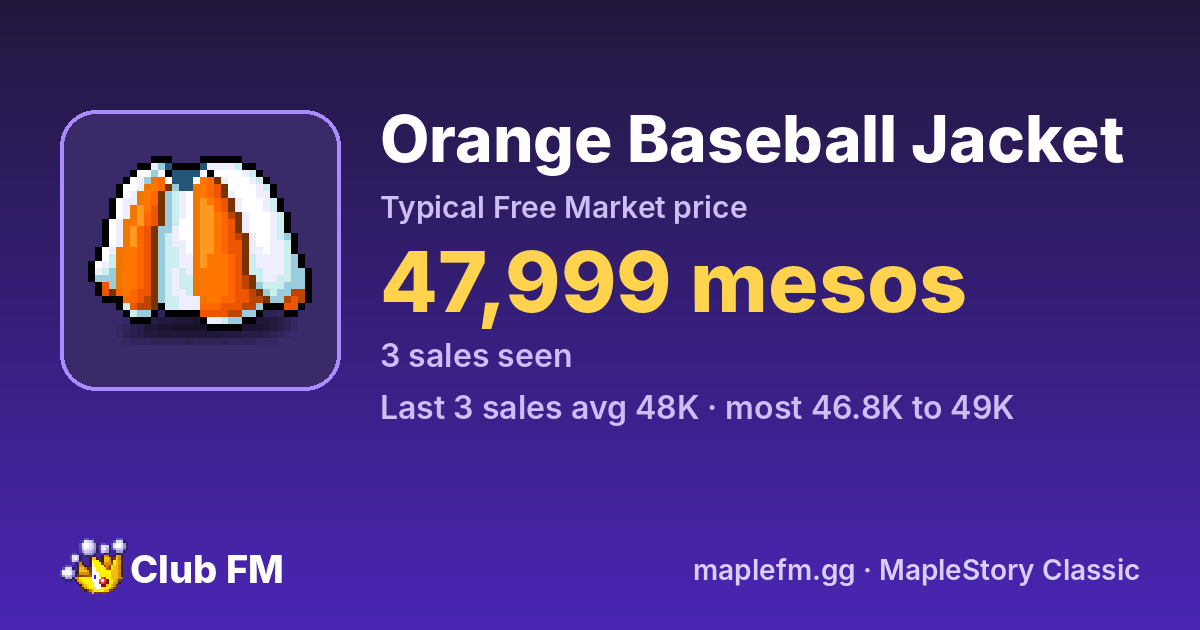 Orange Baseball Jacket
Typical Free Market price
47,999 mesos
3 sales seen
Last 3 sales avg 48K · most 46.8K to 49K
Club FM
maplefm.gg · MapleStory Classic